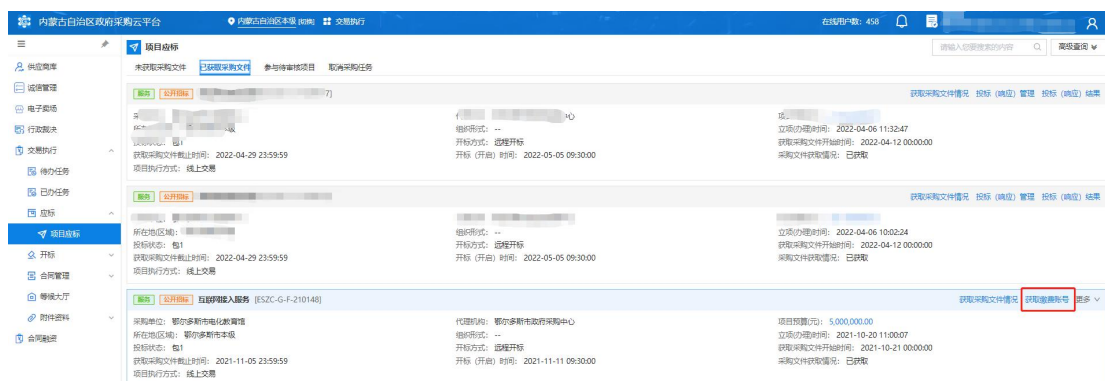 内蒙古自治区政府采购云平台 内蒙古自治区本级 [切换] 交易执行 在线用户数: 458
项目应标 请输入您要搜索的内容 高级查询
供应商库 未获取采购文件 已获取采购文件 参与待审核项目 取消采购任务
诚信管理 服务 公开招标 7] 获取采购文件情况 投标 (响应) 管理 投标 (响应) 结果
电子卖场
行政裁决 组织形式: -- 立项(办理)时间: 2022-04-06 11:32:47
交易执行 包1 开标方式: 远程开标 获取采购文件开始时间: 2022-04-12 00:00:00
获取采购文件截止时间: 2022-04-29 23:59:59 开标 (开启) 时间: 2022-05-05 09:30:00 采购文件获取情况: 已获取
待办任务 项目执行方式: 线上交易
已办任务 服务 公开招标 获取采购文件情况 投标 (响应) 管理 投标 (响应) 结果
应标
项目应标 所在地(区域): 组织形式: -- 立项(办理)时间: 2022-04-06 10:02:24
投标状态: 包1 开标方式: 远程开标 获取采购文件开始时间: 2022-04-12 00:00:00
开标 获取采购文件截止时间: 2022-04-29 23:59:59 开标 (开启) 时间: 2022-05-05 09:30:00 采购文件获取情况: 已获取
合同管理 项目执行方式: 线上交易
等候大厅 服务 公开招标 互联网接入服务 [ESZC-G-F-210148] 获取采购文件情况 获取缴费账号 更多
附件资料 采购单位: 鄂尔多斯市电化教育馆 代理机构: 鄂尔多斯市政府采购中心 项目预算(元): 5,000,000.00
合同融资 所在地(区域): 鄂尔多斯市本级 组织形式: -- 立项(办理)时间: 2021-10-20 11:00:07
投标状态: 包1 开标方式: 远程开标 获取采购文件开始时间: 2021-10-21 00:00:00
获取采购文件截止时间: 2021-11-05 23:59:59 开标 (开启) 时间: 2021-11-11 09:30:00 采购文件获取情况: 已获取
项目执行方式: 线上交易